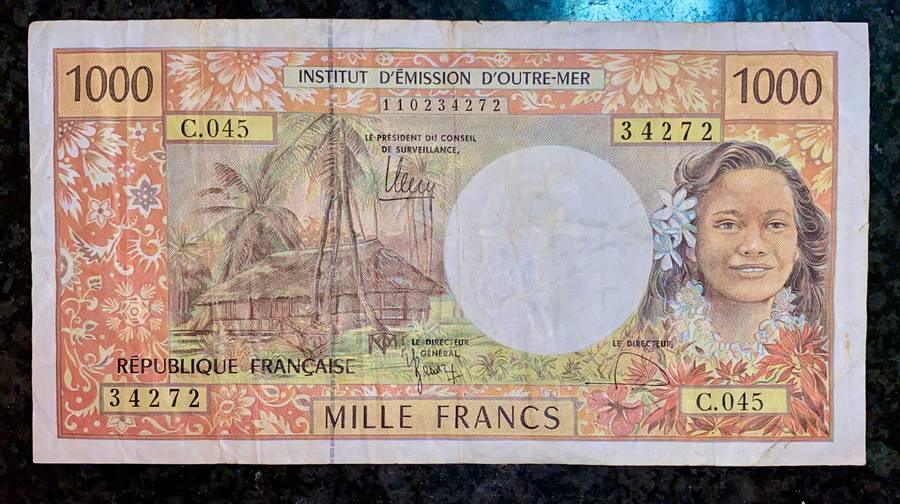 1000
INSTITUT D'ÉMISSION D'OUTRE-MER
1000
110234272
C.045
34272
LE PRÉSIDENT DU CONSEIL
DE SURVEILLANCE,
LE DIRECTEUR
GÉNÉRAL,
LE DIRECTEUR,
RÉPUBLIQUE FRANÇAISE
34272
C.045
MILLE FRANCS